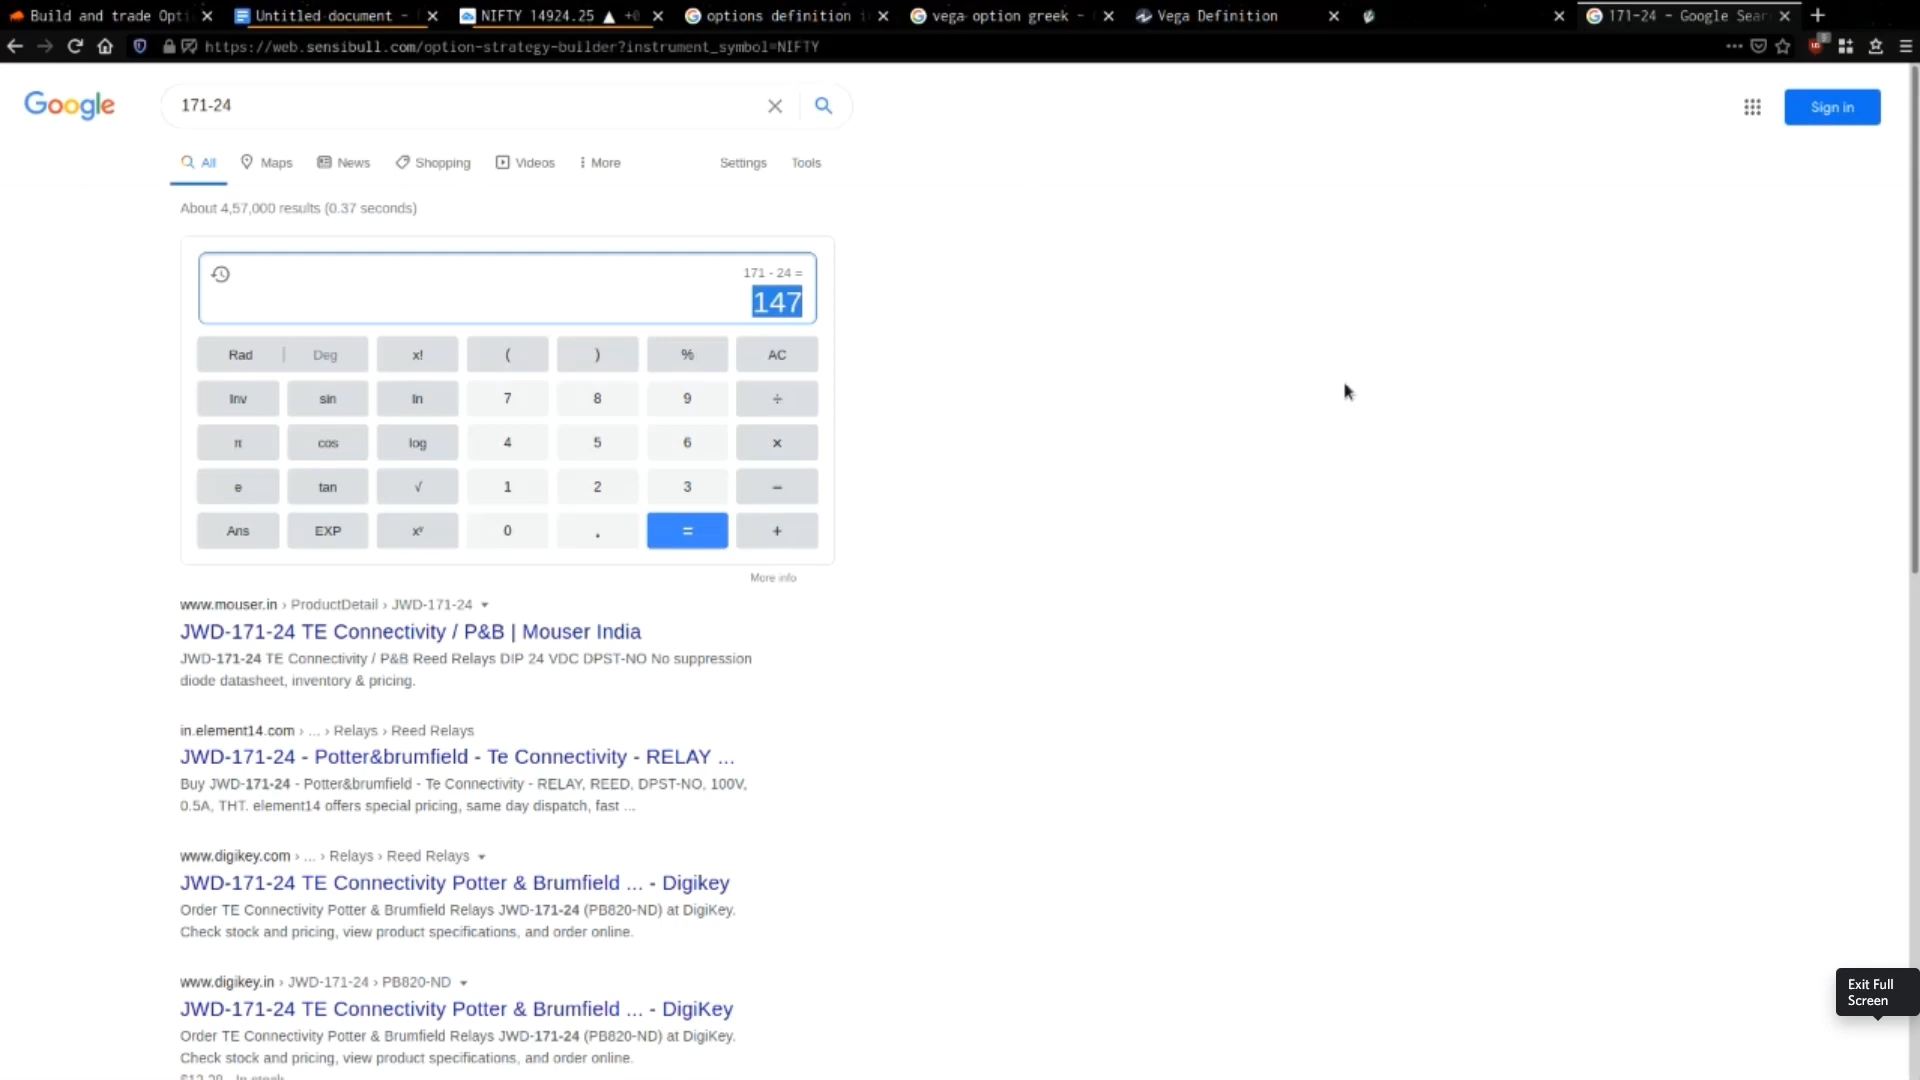 Build and trade Opti
Untitled document -
NIFTY 14924.25 ▲ +0
options definition i
vega option greek -
Vega Definition
171-24 - Google Sear
https://web.sensibull.com/option-strategy-builder?instrument_symbol=NIFTY
Google
171-24
Sign in
All
Maps
News
Shopping
Videos
More
Settings
Tools
About 4,57,000 results (0.37 seconds)
171 - 24 =
147
Rad | Deg x! ( ) % AC
Inv sin ln 7 8 9 ÷
π cos log 4 5 6 ×
e tan √ 1 2 3 −
Ans EXP xʸ 0 . = +
More info
www.mouser.in › ProductDetail › JWD-171-24
JWD-171-24 TE Connectivity / P&B | Mouser India
JWD-171-24 TE Connectivity / P&B Reed Relays DIP 24 VDC DPST-NO No suppression
diode datasheet, inventory & pricing.
in.element14.com › ... › Relays › Reed Relays
JWD-171-24 - Potter&brumfield - Te Connectivity - RELAY ...
Buy JWD-171-24 - Potter&brumfield - Te Connectivity - RELAY, REED, DPST-NO, 100V,
0.5A, THT. element14 offers special pricing, same day dispatch, fast ...
www.digikey.com › ... › Relays › Reed Relays
JWD-171-24 TE Connectivity Potter & Brumfield ... - Digikey
Order TE Connectivity Potter & Brumfield Relays JWD-171-24 (PB820-ND) at DigiKey.
Check stock and pricing, view product specifications, and order online.
www.digikey.in › JWD-171-24 › PB820-ND
JWD-171-24 TE Connectivity Potter & Brumfield ... - DigiKey
Order TE Connectivity Potter & Brumfield Relays JWD-171-24 (PB820-ND) at DigiKey.
Check stock and pricing, view product specifications, and order online.
Exit Full
Screen